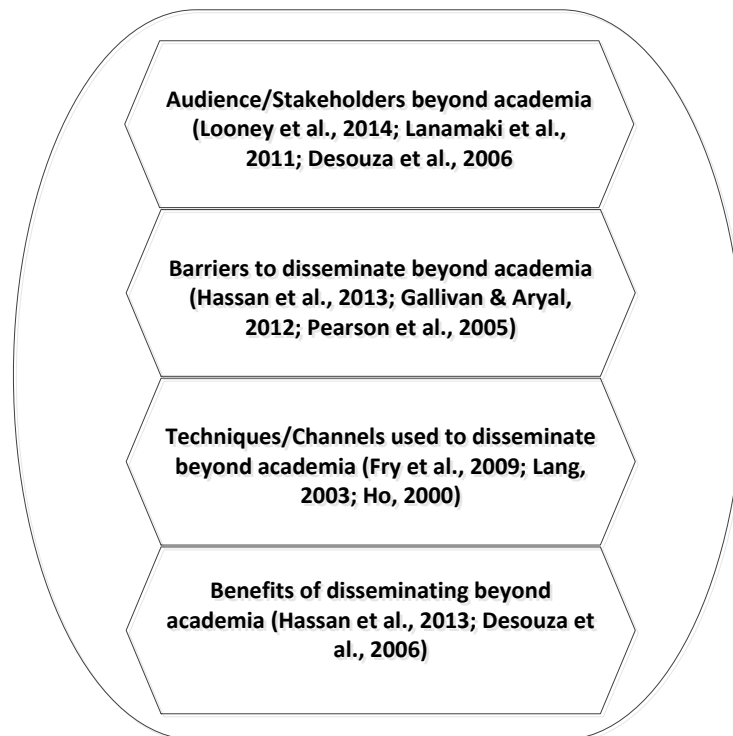 Audience/Stakeholders beyond academia
(Looney et al., 2014; Lanamaki et al.,
2011; Desouza et al., 2006
Barriers to disseminate beyond academia
(Hassan et al., 2013; Gallivan & Aryal,
2012; Pearson et al., 2005)
Techniques/Channels used to disseminate
beyond academia (Fry et al., 2009; Lang,
2003; Ho, 2000)
Benefits of disseminating beyond
academia (Hassan et al., 2013; Desouza et
al., 2006)